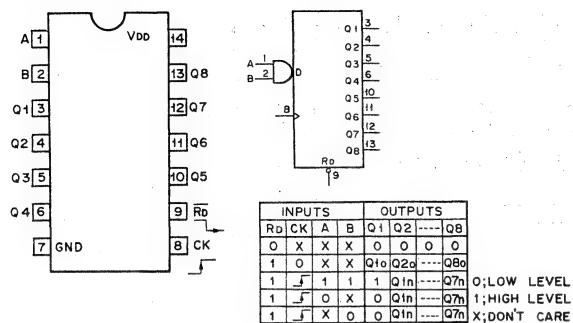 A 1 VDD 14
B 2 13 Q8
Q1 3 12 Q7
Q2 4 11 Q6
Q3 5 10 Q5
Q4 6 9 RD
7 GND 8 CK
A 1
B 2
D
8
RD
9
Q1 3
Q2 4
Q3 5
Q4 6
Q5 10
Q6 11
Q7 12
Q8 13
INPUTS OUTPUTS
RD CK A B Q1 Q2 ---- Q8
0 X X X 0 0 0 0
1 0 X X Q1o Q2o ---- Q8o
1 1 1 1 Q1n ---- Q7n 0;LOW LEVEL
1 0 X 0 Q1n ---- Q7n 1;HIGH LEVEL
1 X 0 0 Q1n ---- Q7n X;DON'T CARE